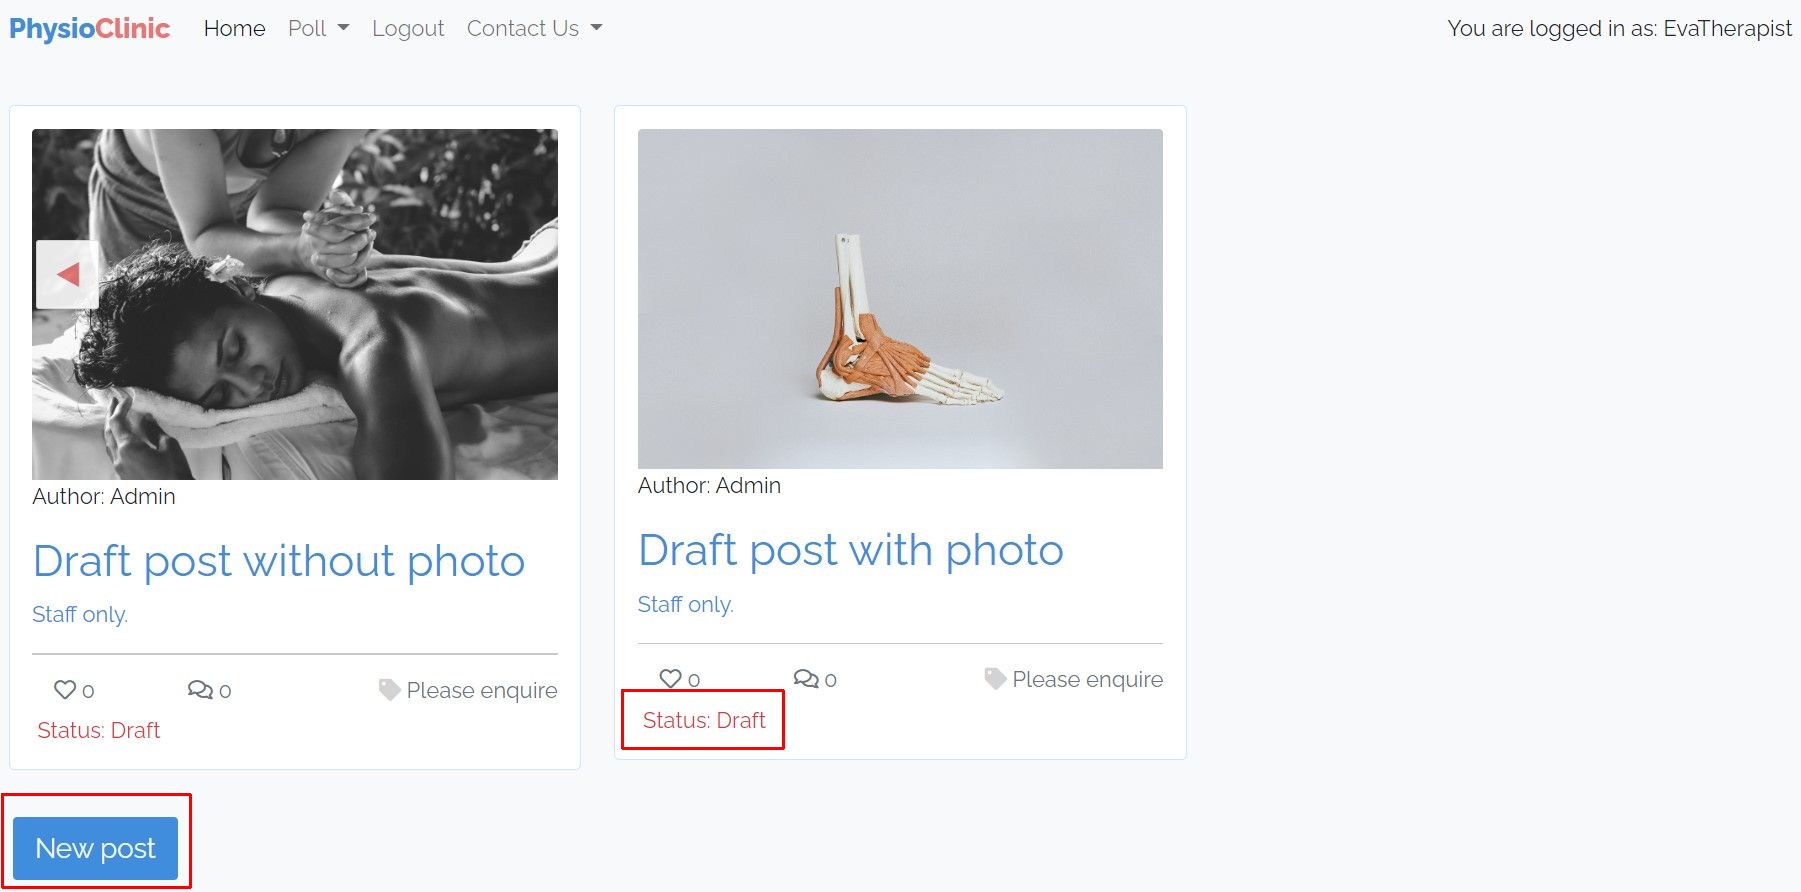 PhysioClinic Home Poll Logout Contact Us You are logged in as: EvaTherapist
Author: Admin
Draft post without photo
Staff only.
0 0 Please enquire
Status: Draft
Author: Admin
Draft post with photo
Staff only.
0 0 Please enquire
Status: Draft
New post